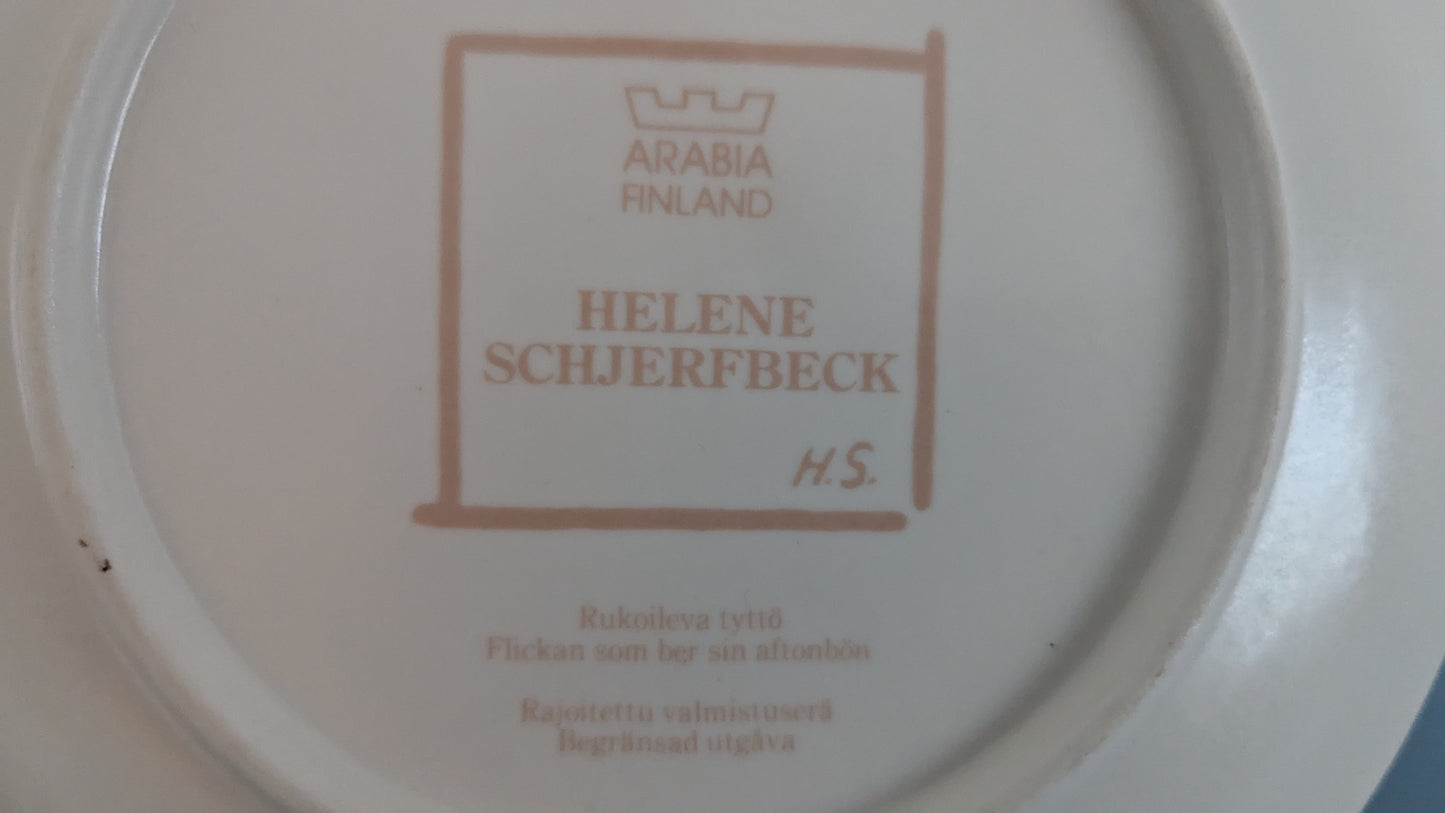 ARABIA
FINLAND
HELENE
SCHJERFBECK
H.S.
Rukoileva tyttö
Flickan som ber sin aftonbön
Rajoitettu valmistuserä
Begränsad utgåva